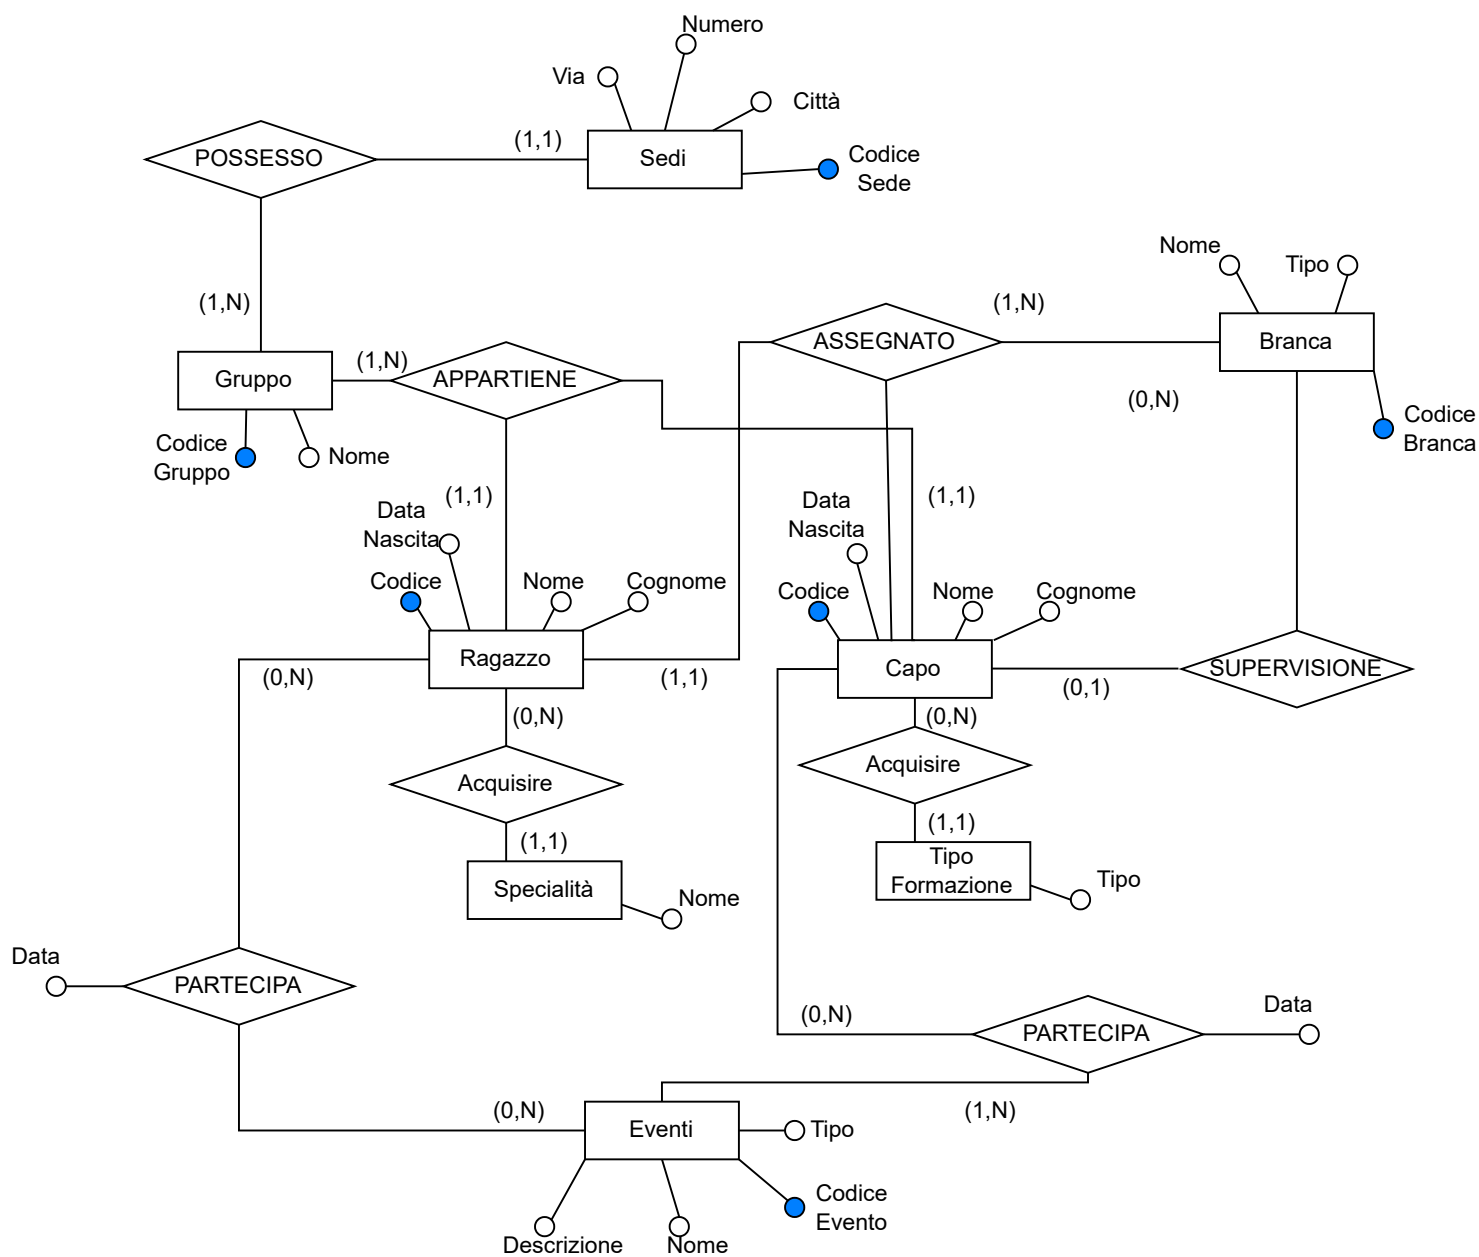 Numero
Via
Città
(1,1)
POSSESSO
Sedi
Codice
Sede
Nome
Tipo
(1,N)
(1,N)
ASSEGNATO
Branca
(1,N)
Gruppo
APPARTIENE
(0,N)
Codice
Branca
Codice
Gruppo
Nome
(1,1)
(1,1)
Data
Nascita
Data
Nascita
Codice
Nome
Cognome
Codice
Nome
Cognome
Ragazzo
Capo
SUPERVISIONE
(0,N)
(1,1)
(0,1)
(0,N)
(0,N)
Acquisire
Acquisire
(1,1)
(1,1)
Tipo
Formazione
Tipo
Specialità
Nome
Data
PARTECIPA
Data
(0,N)
PARTECIPA
(0,N)
(1,N)
Eventi
Tipo
Codice
Evento
Descrizione
Nome